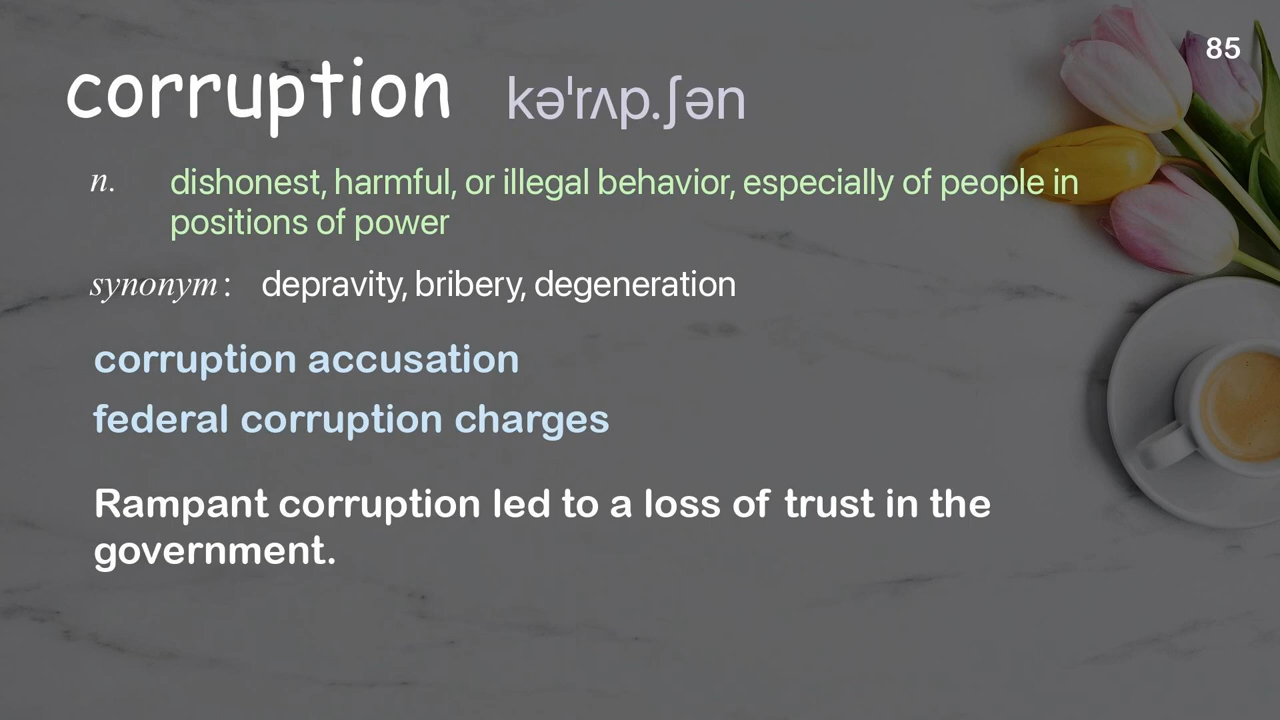 85
corruption kəˈrʌp.ʃən
n. dishonest, harmful, or illegal behavior, especially of people in
positions of power
synonym : depravity, bribery, degeneration
corruption accusation
federal corruption charges
Rampant corruption led to a loss of trust in the
government.